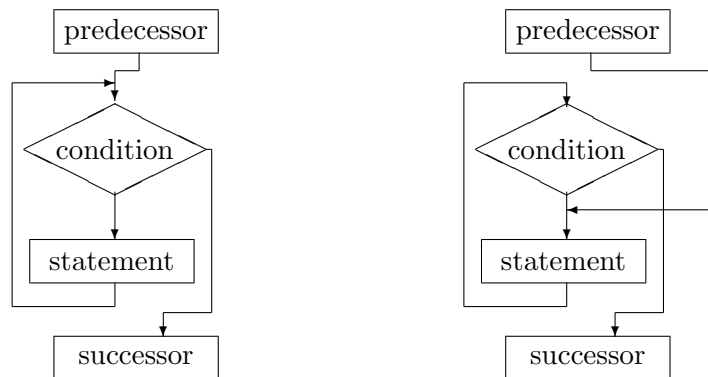 predecessor
condition
statement
successor
predecessor
condition
statement
successor